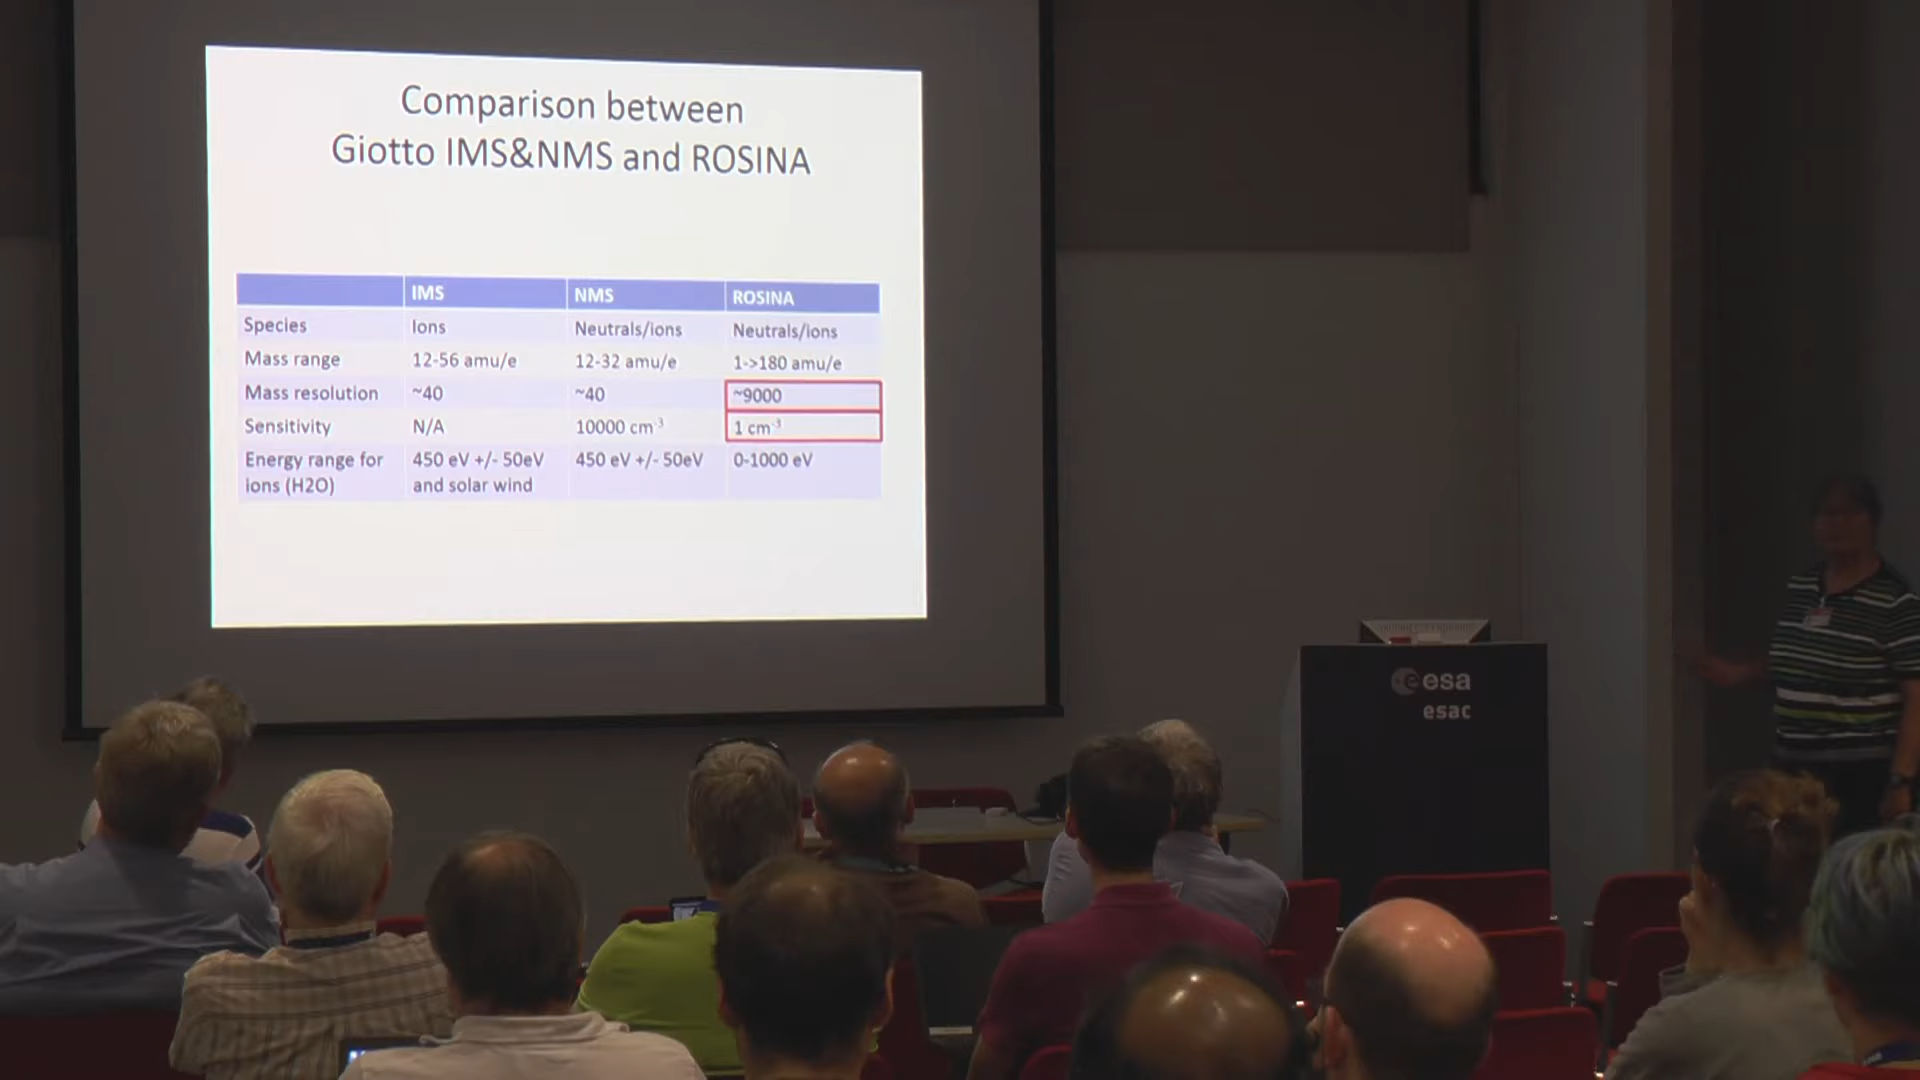 Comparison between
Giotto IMS&NMS and ROSINA
IMS NMS ROSINA
Species Ions Neutrals/ions Neutrals/ions
Mass range 12-56 amu/e 12-32 amu/e 1->180 amu/e
Mass resolution ~40 ~40 ~9000
Sensitivity N/A 10000 cm⁻³ 1 cm⁻³
Energy range for 450 eV +/- 50eV 450 eV +/- 50eV 0-1000 eV
ions (H2O) and solar wind
esa
esac